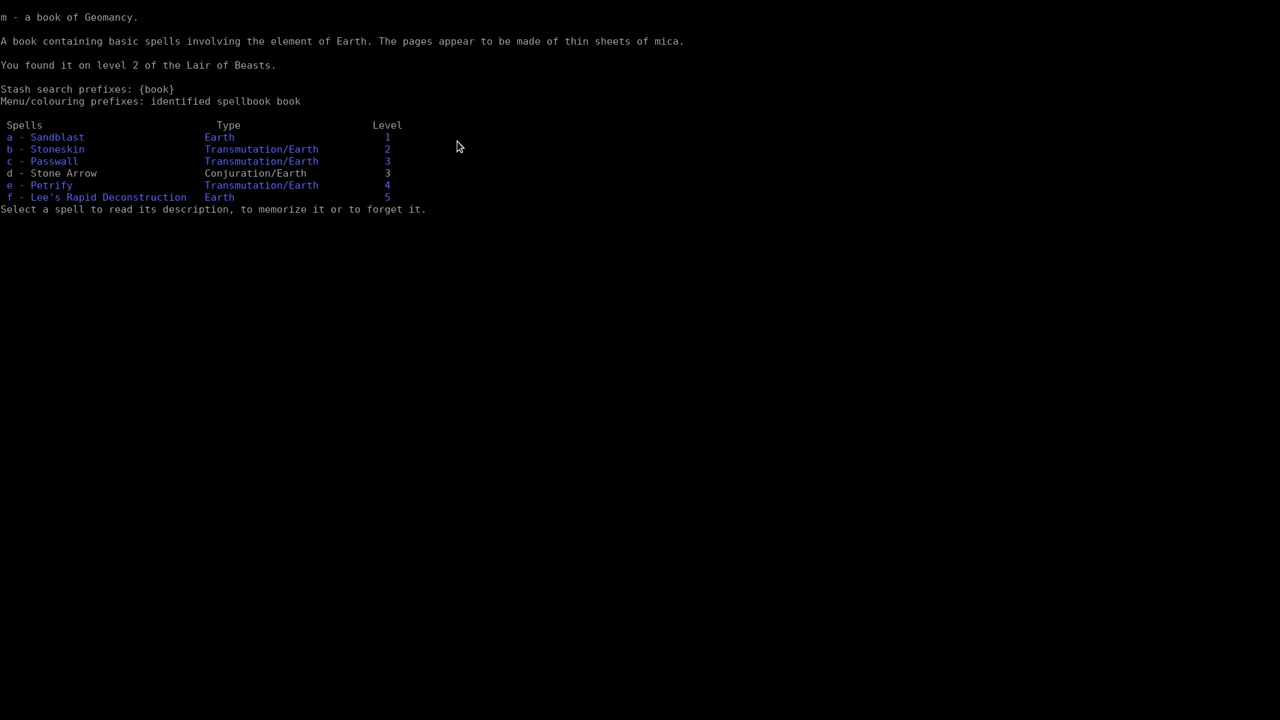 m - a book of Geomancy.
A book containing basic spells involving the element of Earth. The pages appear to be made of thin sheets of mica.
You found it on level 2 of the Lair of Beasts.
Stash search prefixes: {book}
Menu/colouring prefixes: identified spellbook book
Spells Type Level
a - Sandblast Earth 1
b - Stoneskin Transmutation/Earth 2
c - Passwall Transmutation/Earth 3
d - Stone Arrow Conjuration/Earth 3
e - Petrify Transmutation/Earth 4
f - Lee's Rapid Deconstruction Earth 5
Select a spell to read its description, to memorize it or to forget it.